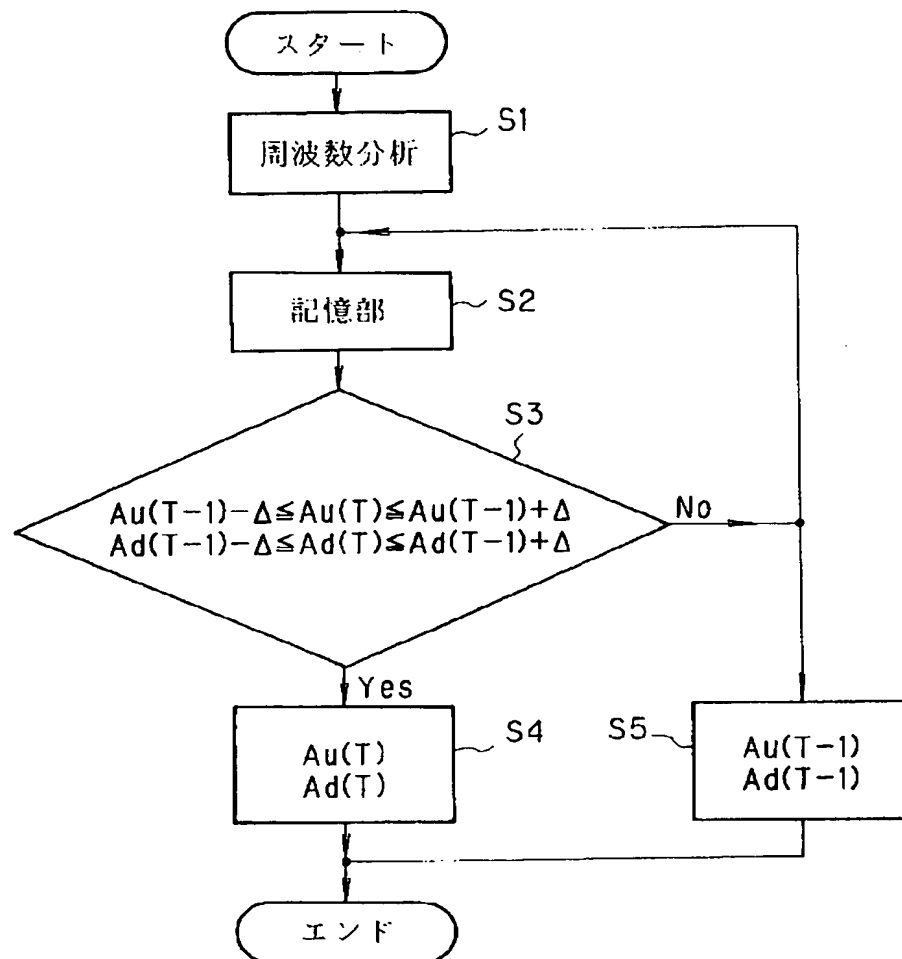 スタート
S1
周波数分析
S2
記憶部
S3
Au(T-1)-Δ≦Au(T)≦Au(T-1)+Δ
Ad(T-1)-Δ≦Ad(T)≦Ad(T-1)+Δ
No
Yes
S4
Au(T)
Ad(T)
S5
Au(T-1)
Ad(T-1)
エンド